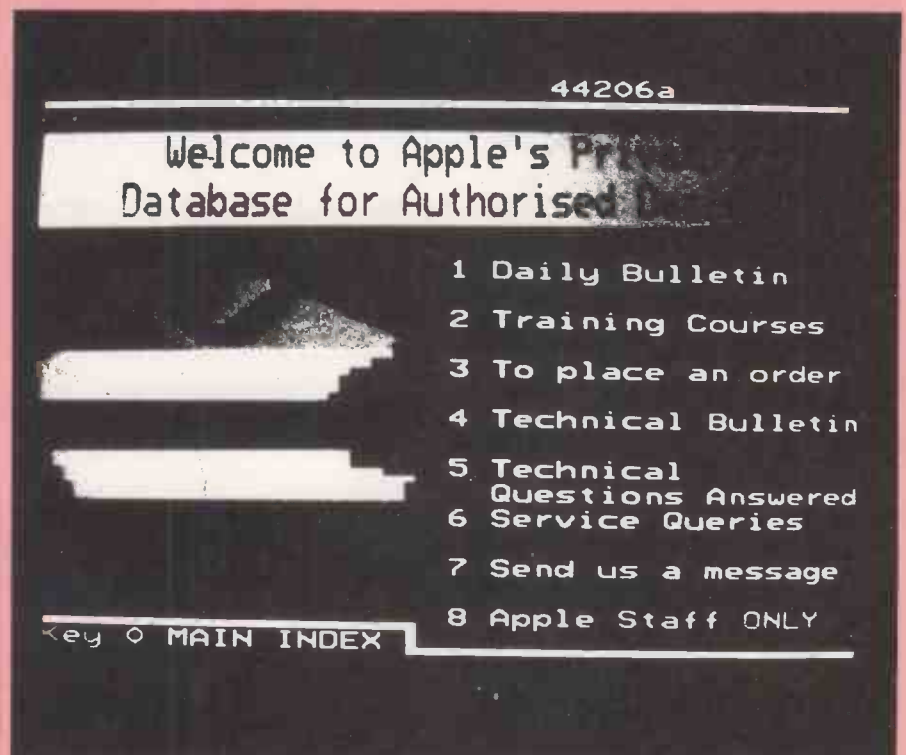 44206a
Welcome to Apple's
Database for Authorised
1 Daily Bulletin
2 Training Courses
3 To place an order
4 Technical Bulletin
5 Technical
Questions Answered
6 Service Queries
7 Send us a message
8 Apple Staff ONLY
Key 0 MAIN INDEX